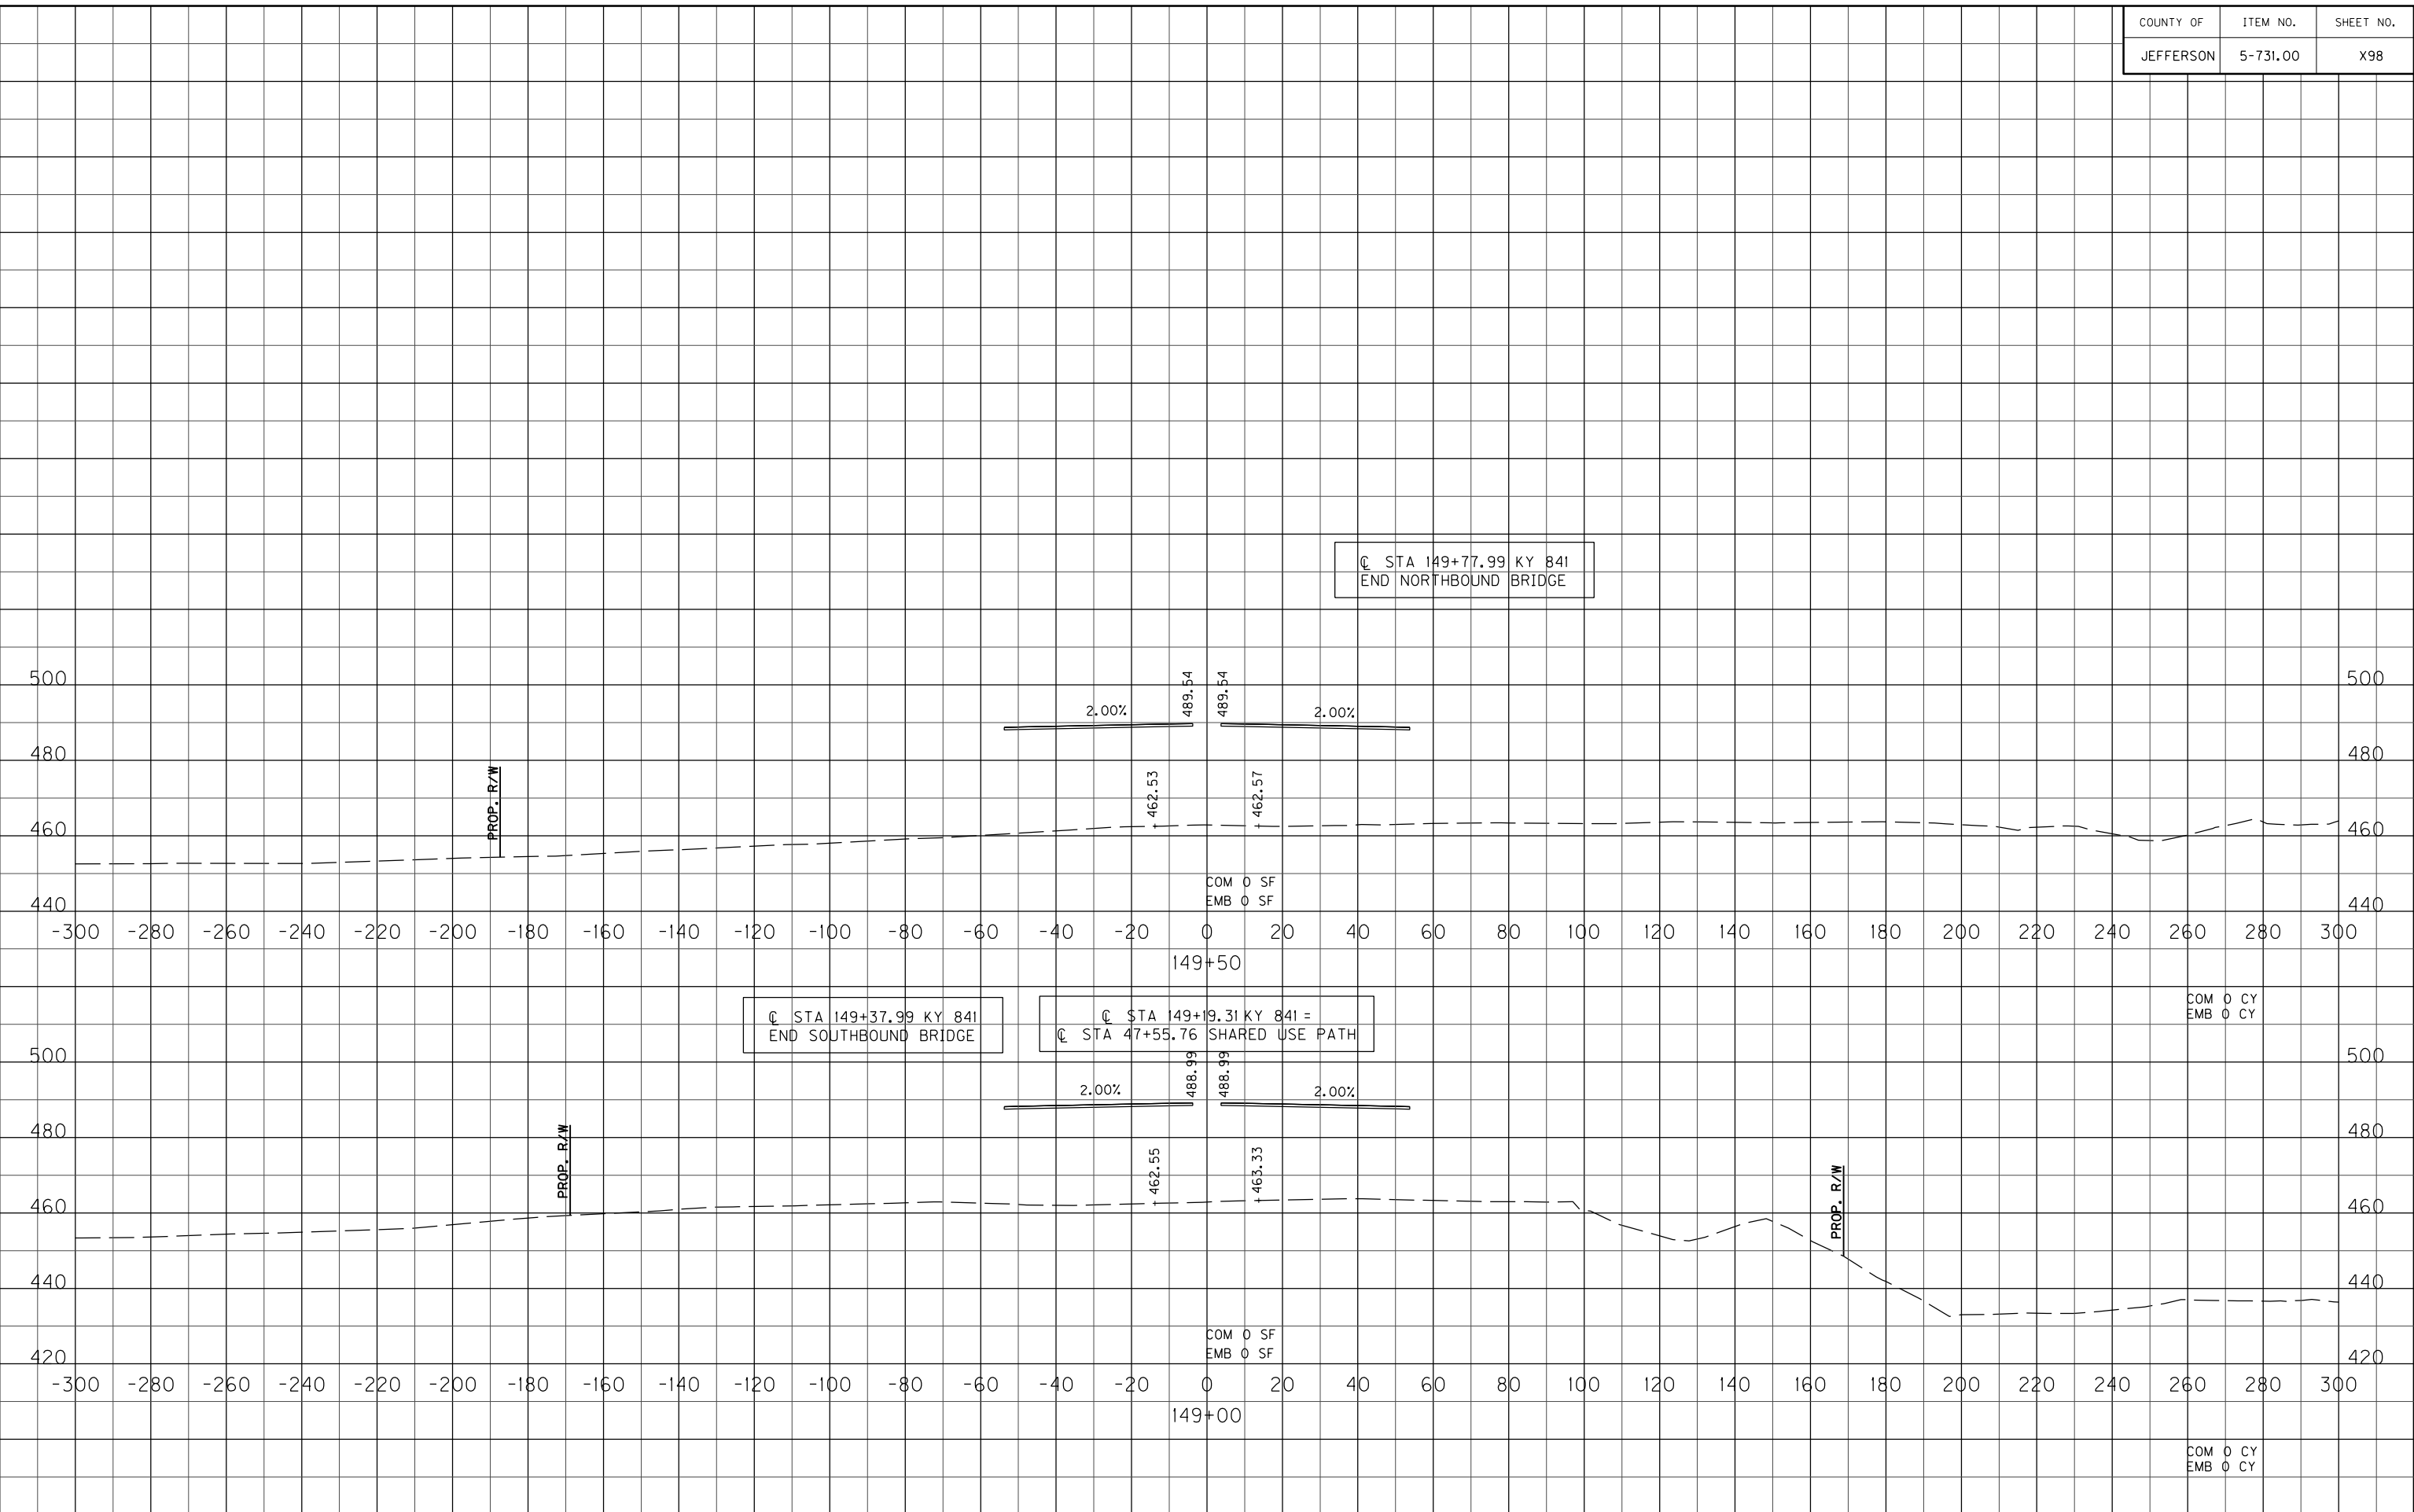 COUNTY OF ITEM NO. SHEET NO.
JEFFERSON 5-731.00 X98
℄ STA 149+77.99 KY 841
END NORTHBOUND BRIDGE
500 500
489.54 489.54
2.00% 2.00%
480 480
PROP. R/W
462.53 462.57
460 460
COM 0 SF
EMB 0 SF
440 440
-300 -280 -260 -240 -220 -200 -180 -160 -140 -120 -100 -80 -60 -40 -20 0 20 40 60 80 100 120 140 160 180 200 220 240 260 280 300
149+50
COM 0 CY
EMB 0 CY
℄ STA 149+37.99 KY 841
END SOUTHBOUND BRIDGE
℄ STA 149+19.31 KY 841 =
℄ STA 47+55.76 SHARED USE PATH
500 500
488.99 488.99
2.00% 2.00%
480 480
PROP. R/W
462.55 463.33
PROP. R/W
460 460
440 440
COM 0 SF
EMB 0 SF
420 420
-300 -280 -260 -240 -220 -200 -180 -160 -140 -120 -100 -80 -60 -40 -20 0 20 40 60 80 100 120 140 160 180 200 220 240 260 280 300
149+00
COM 0 CY
EMB 0 CY